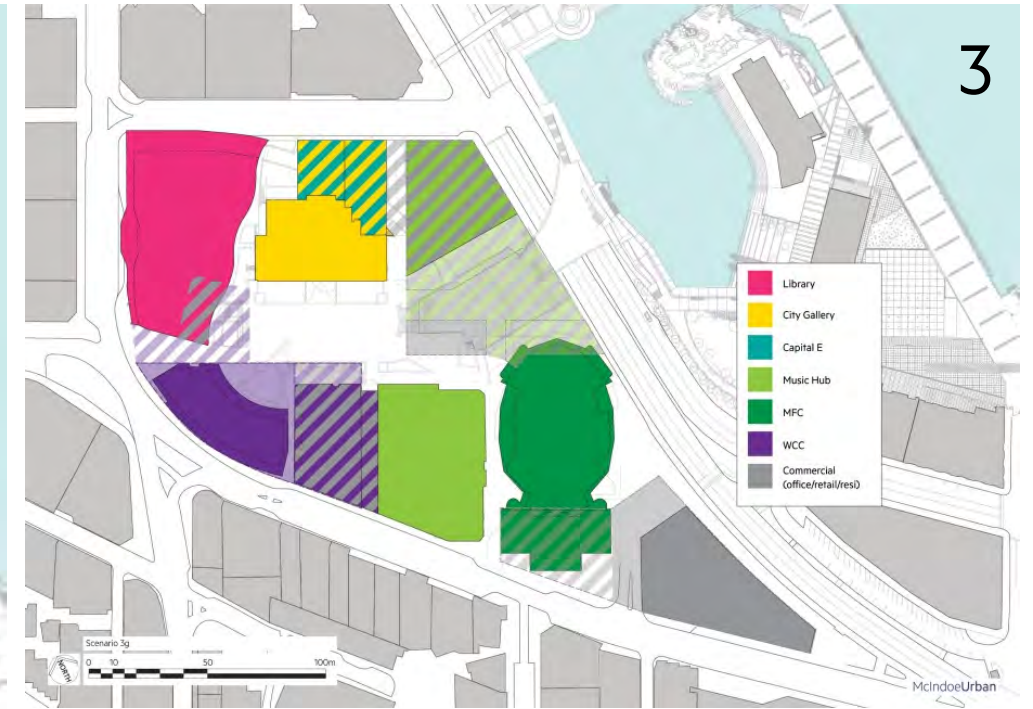 3
Library
City Gallery
Capital E
Music Hub
MFC
WCC
Commercial
(office/retail/resi)
Scenario 3g
NORTH
0 10 50 100m
McIndoeUrban